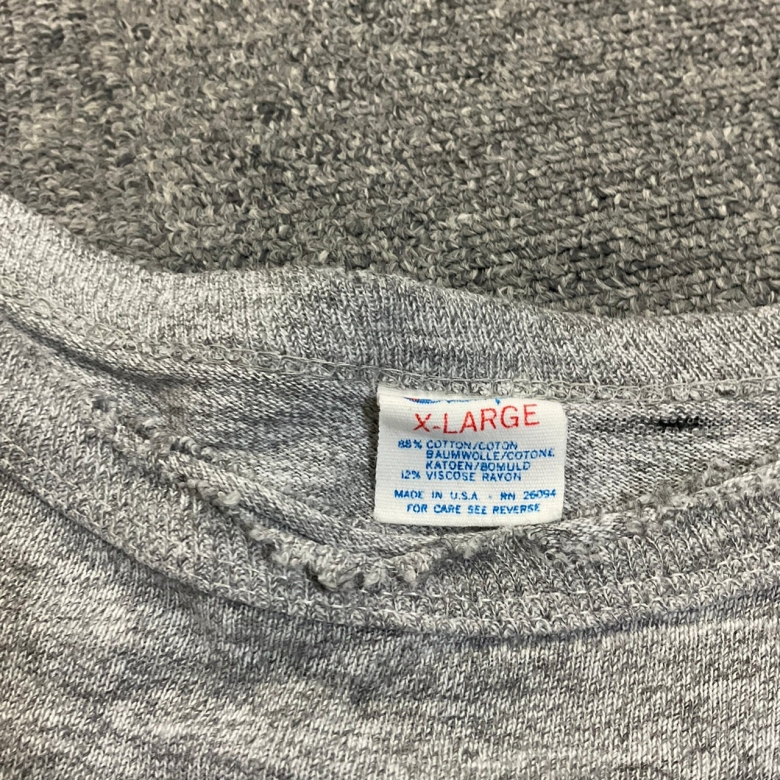 X-LARGE
88% COTTON/COTON
BAUMWOLLE/COTONE
KATOEN/BOMULD
12% VISCOSE RAYON
MADE IN U.S.A - RN 26094
FOR CARE SEE REVERSE